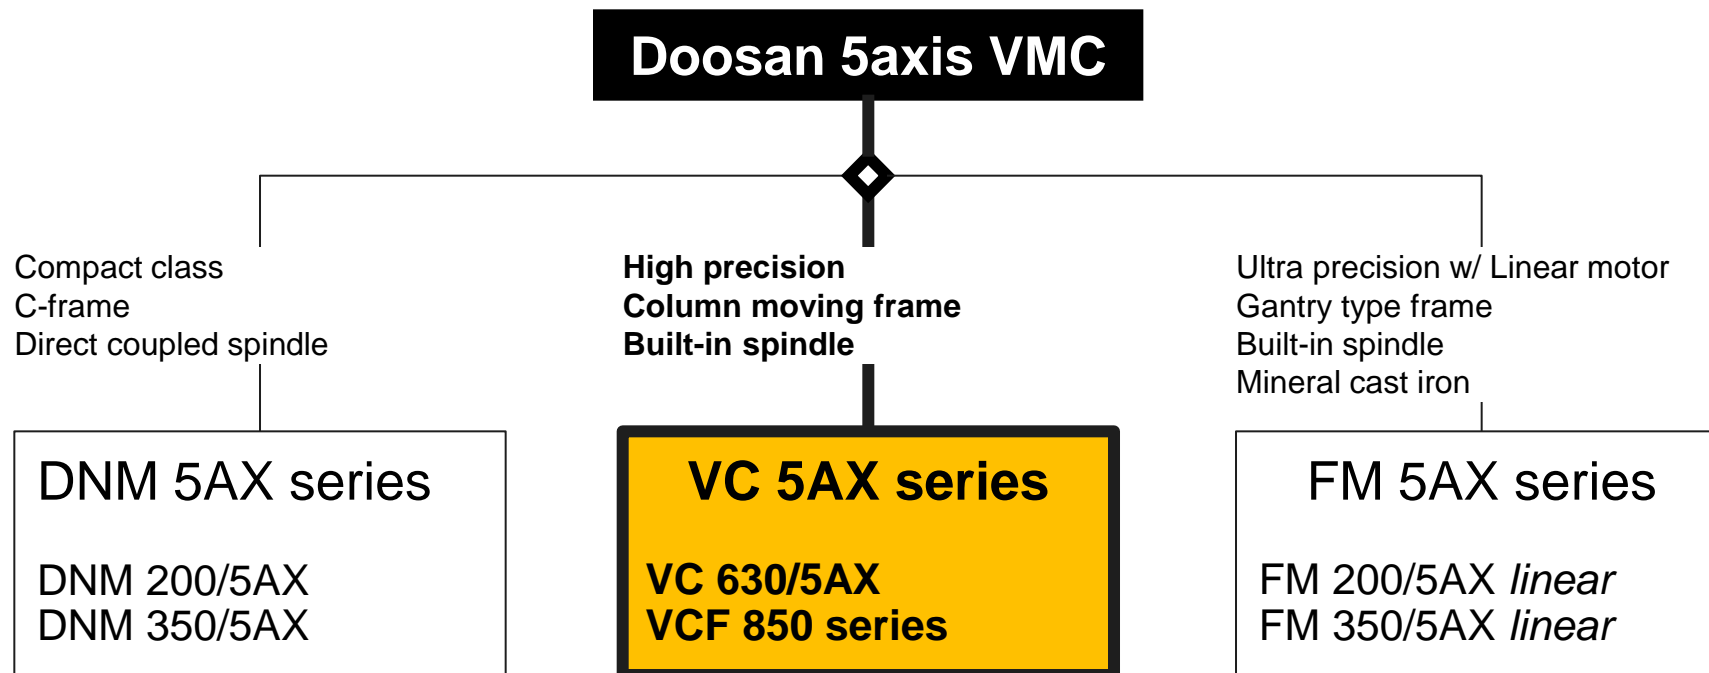 Doosan 5axis VMC
Compact class
C-frame
Direct coupled spindle
High precision
Column moving frame
Built-in spindle
Ultra precision w/ Linear motor
Gantry type frame
Built-in spindle
Mineral cast iron
DNM 5AX series
DNM 200/5AX
DNM 350/5AX
VC 5AX series
VC 630/5AX
VCF 850 series
FM 5AX series
FM 200/5AX linear
FM 350/5AX linear